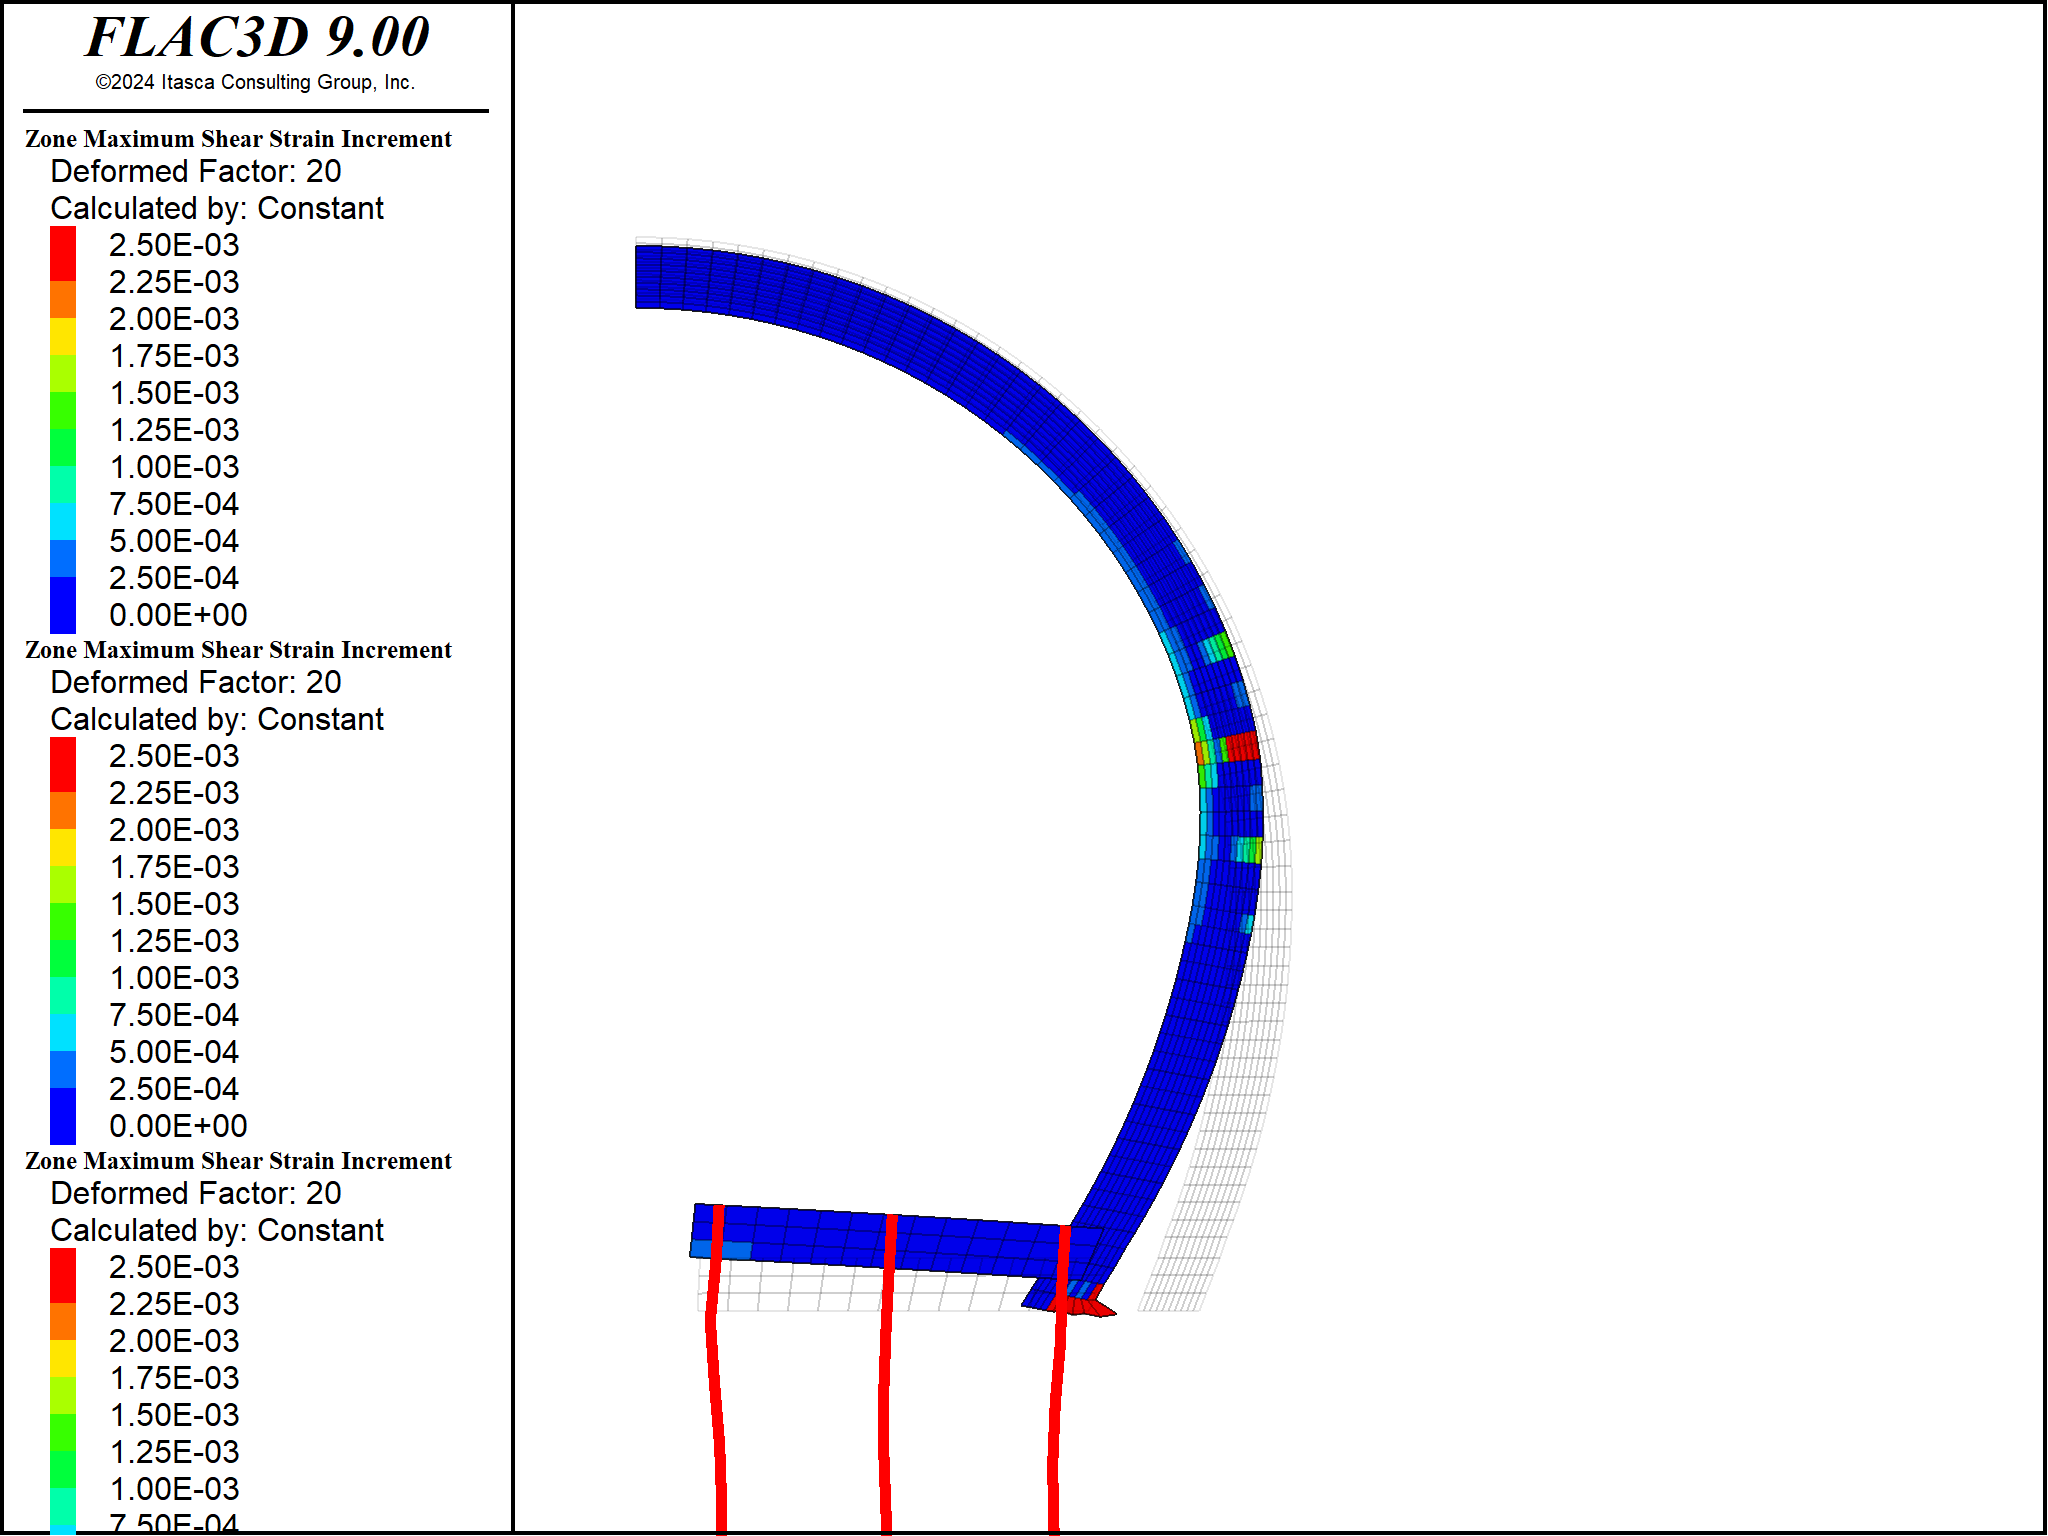 FLAC3D 9.00
©2024 Itasca Consulting Group, Inc.
Zone Maximum Shear Strain Increment
Deformed Factor: 20
Calculated by: Constant
2.50E-03
2.25E-03
2.00E-03
1.75E-03
1.50E-03
1.25E-03
1.00E-03
7.50E-04
5.00E-04
2.50E-04
0.00E+00
Zone Maximum Shear Strain Increment
Deformed Factor: 20
Calculated by: Constant
2.50E-03
2.25E-03
2.00E-03
1.75E-03
1.50E-03
1.25E-03
1.00E-03
7.50E-04
5.00E-04
2.50E-04
0.00E+00
Zone Maximum Shear Strain Increment
Deformed Factor: 20
Calculated by: Constant
2.50E-03
2.25E-03
2.00E-03
1.75E-03
1.50E-03
1.25E-03
1.00E-03
7.50E-04